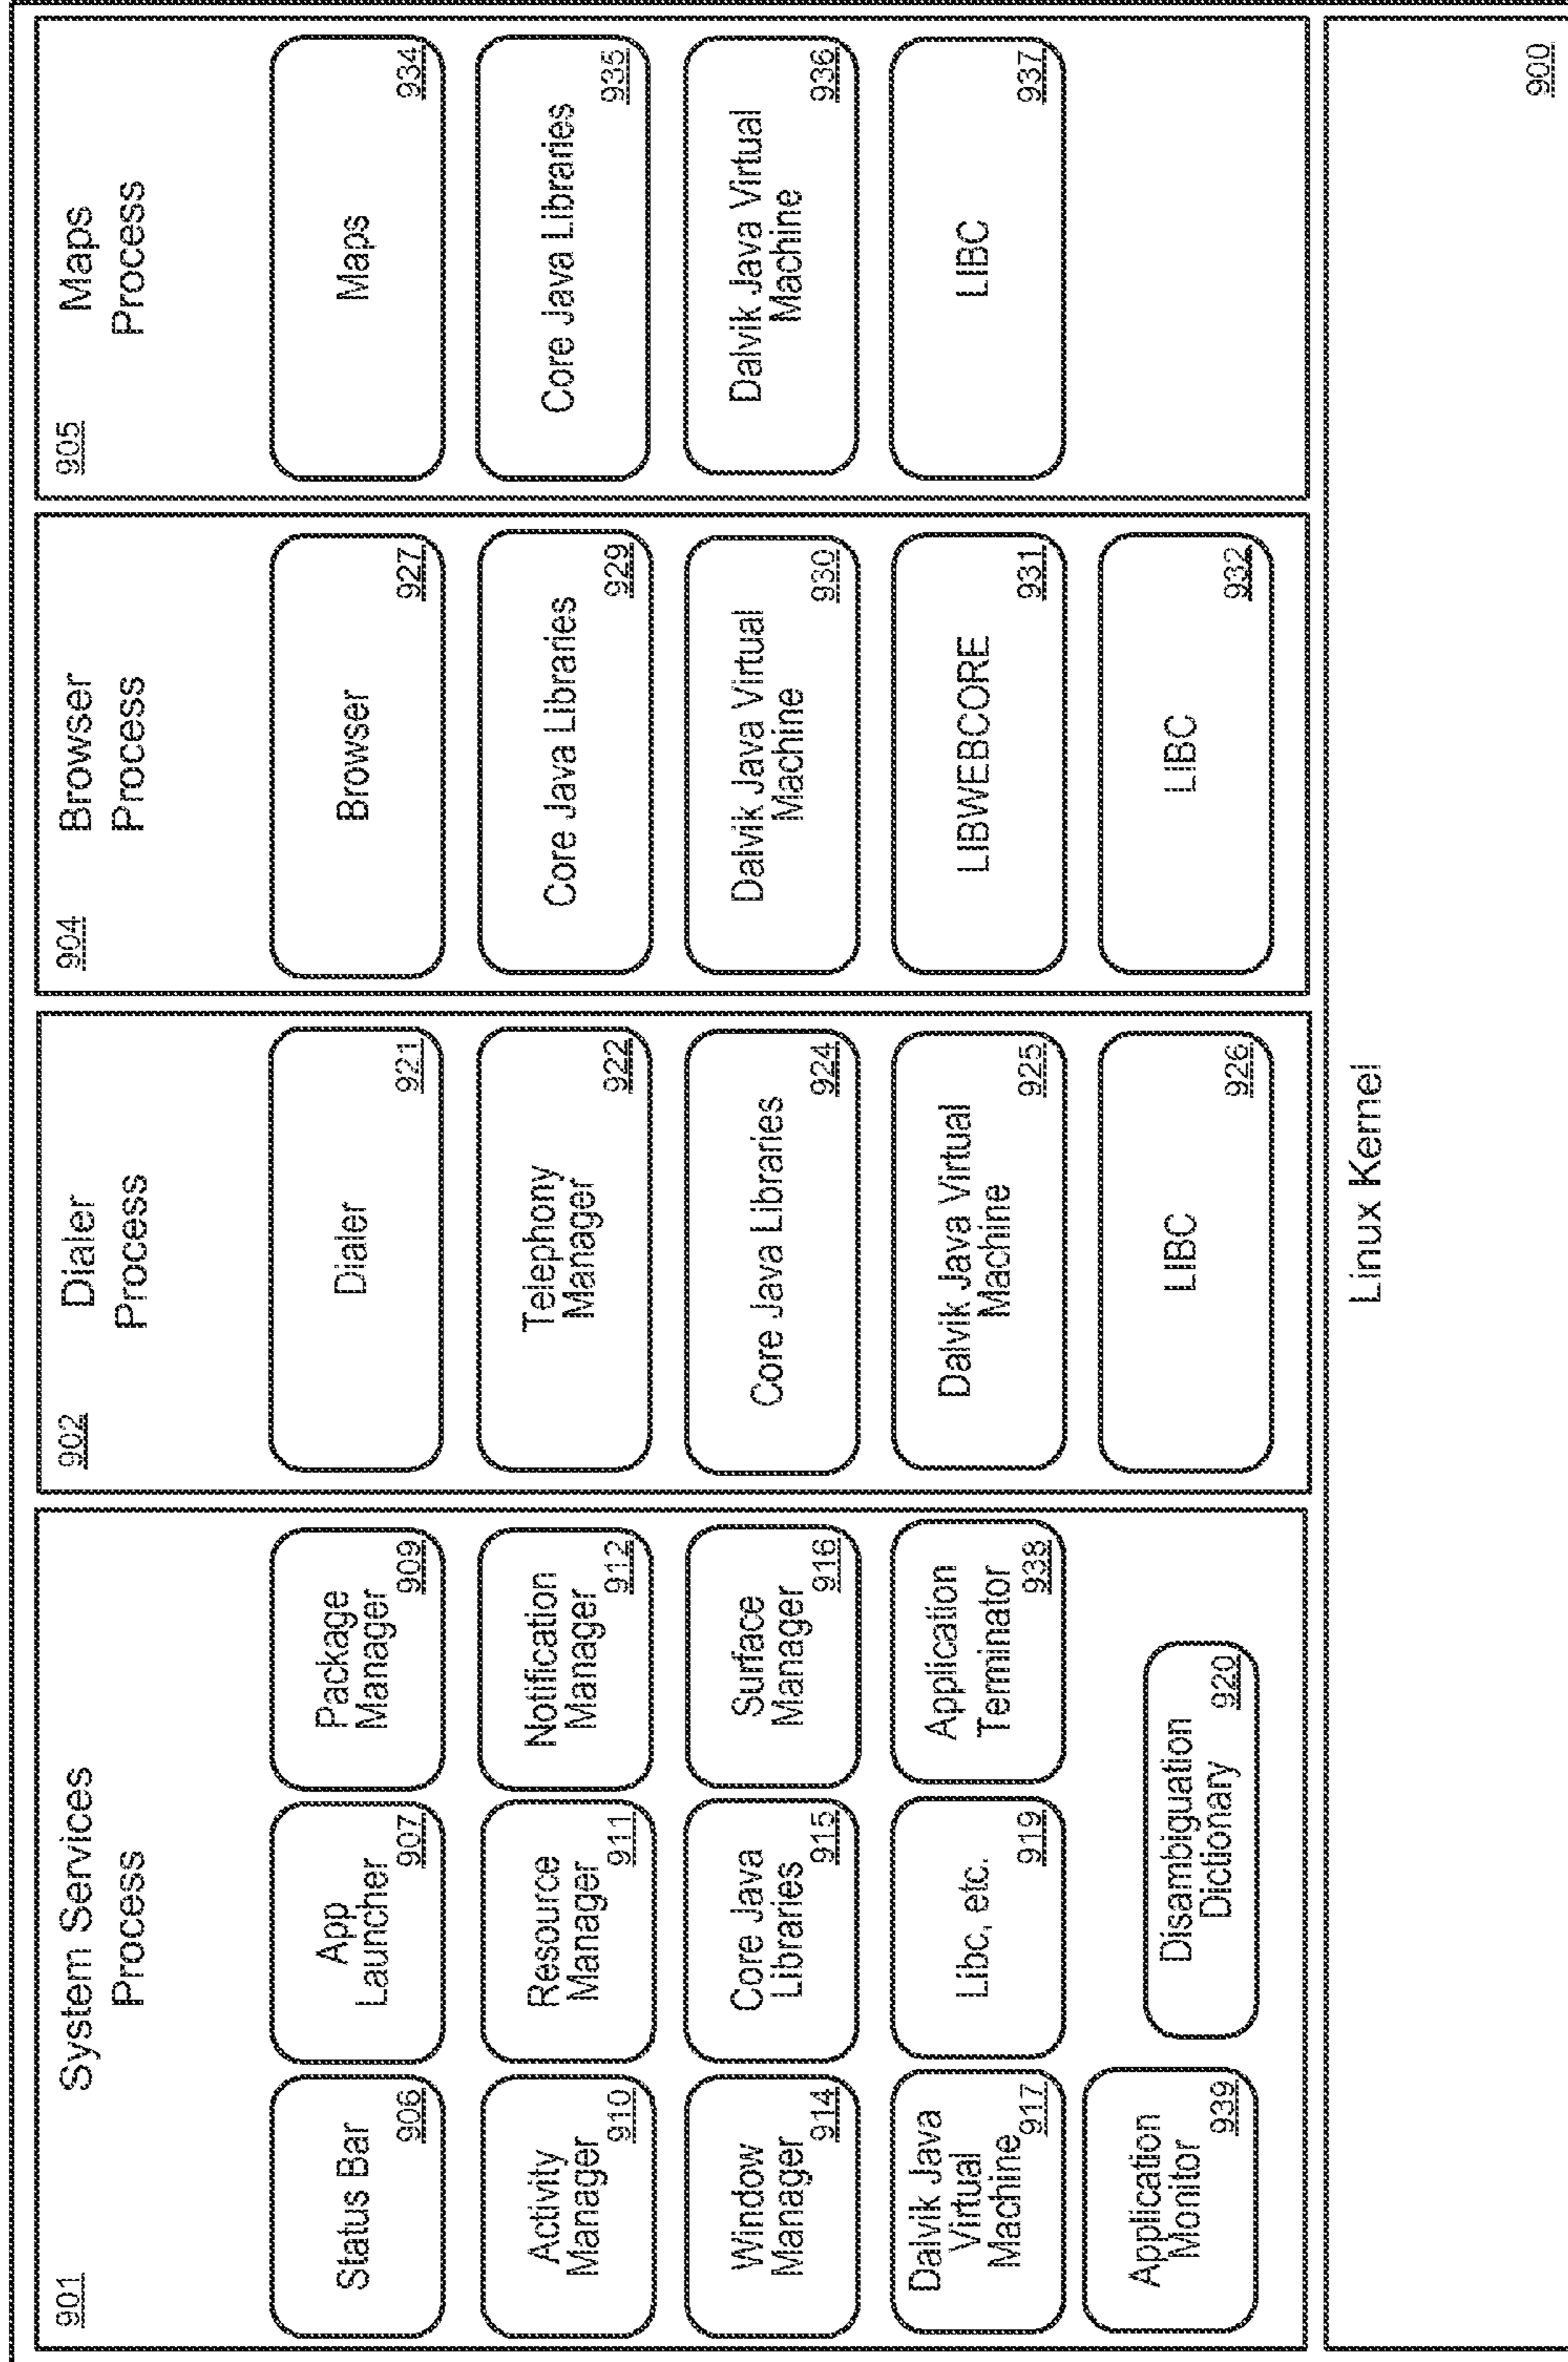 901
System Services
Process
Status Bar
906
App
Launcher
907
Package
Manager
909
Activity
Manager
910
Resource
Manager
911
Notification
Manager
912
Window
Manager
914
Core Java
Libraries
915
Surface
Manager
916
Dalvik Java
Virtual
Machine
917
Libc, etc.
919
Application
Terminator
938
Application
Monitor
939
Disambiguation
Dictionary
920
902
Dialer
Process
Dialer
921
Telephony
Manager
922
Core Java Libraries
924
Dalvik Java Virtual
Machine
925
LIBC
926
904
Browser
Process
Browser
927
Core Java Libraries
929
Dalvik Java Virtual
Machine
930
LIBWEBCORE
931
LIBC
932
905
Maps
Process
Maps
934
Core Java Libraries
935
Dalvik Java Virtual
Machine
936
LIBC
937
Linux Kernel
900